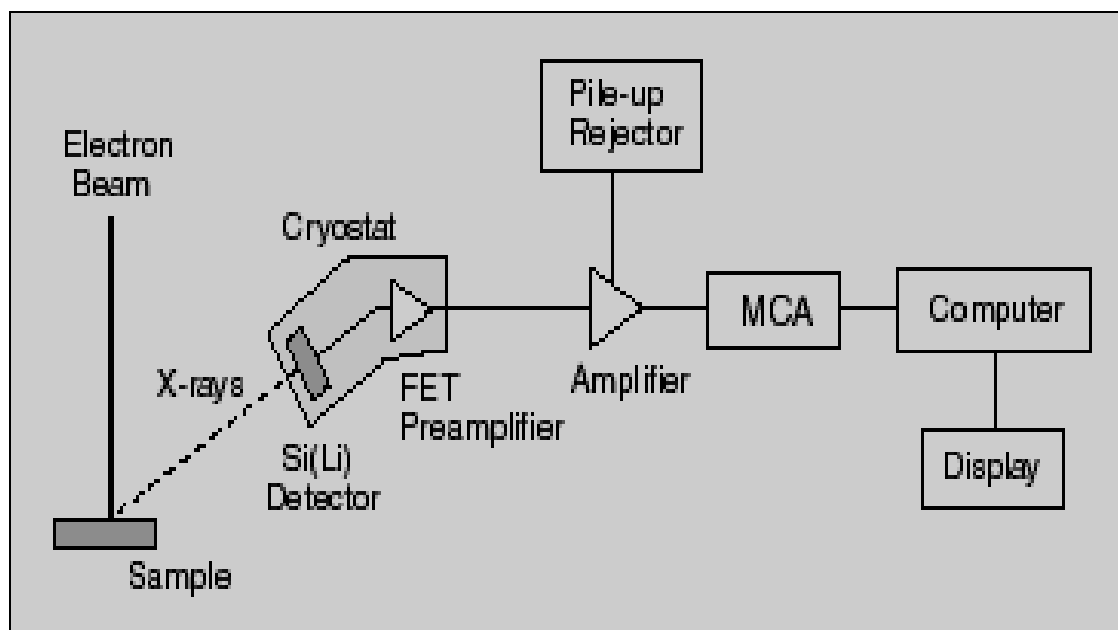 Pile-up
Rejector
Electron
Beam
Cryostat
MCA
Computer
X-rays
FET
Preamplifier
Amplifier
Si(Li)
Detector
Display
Sample